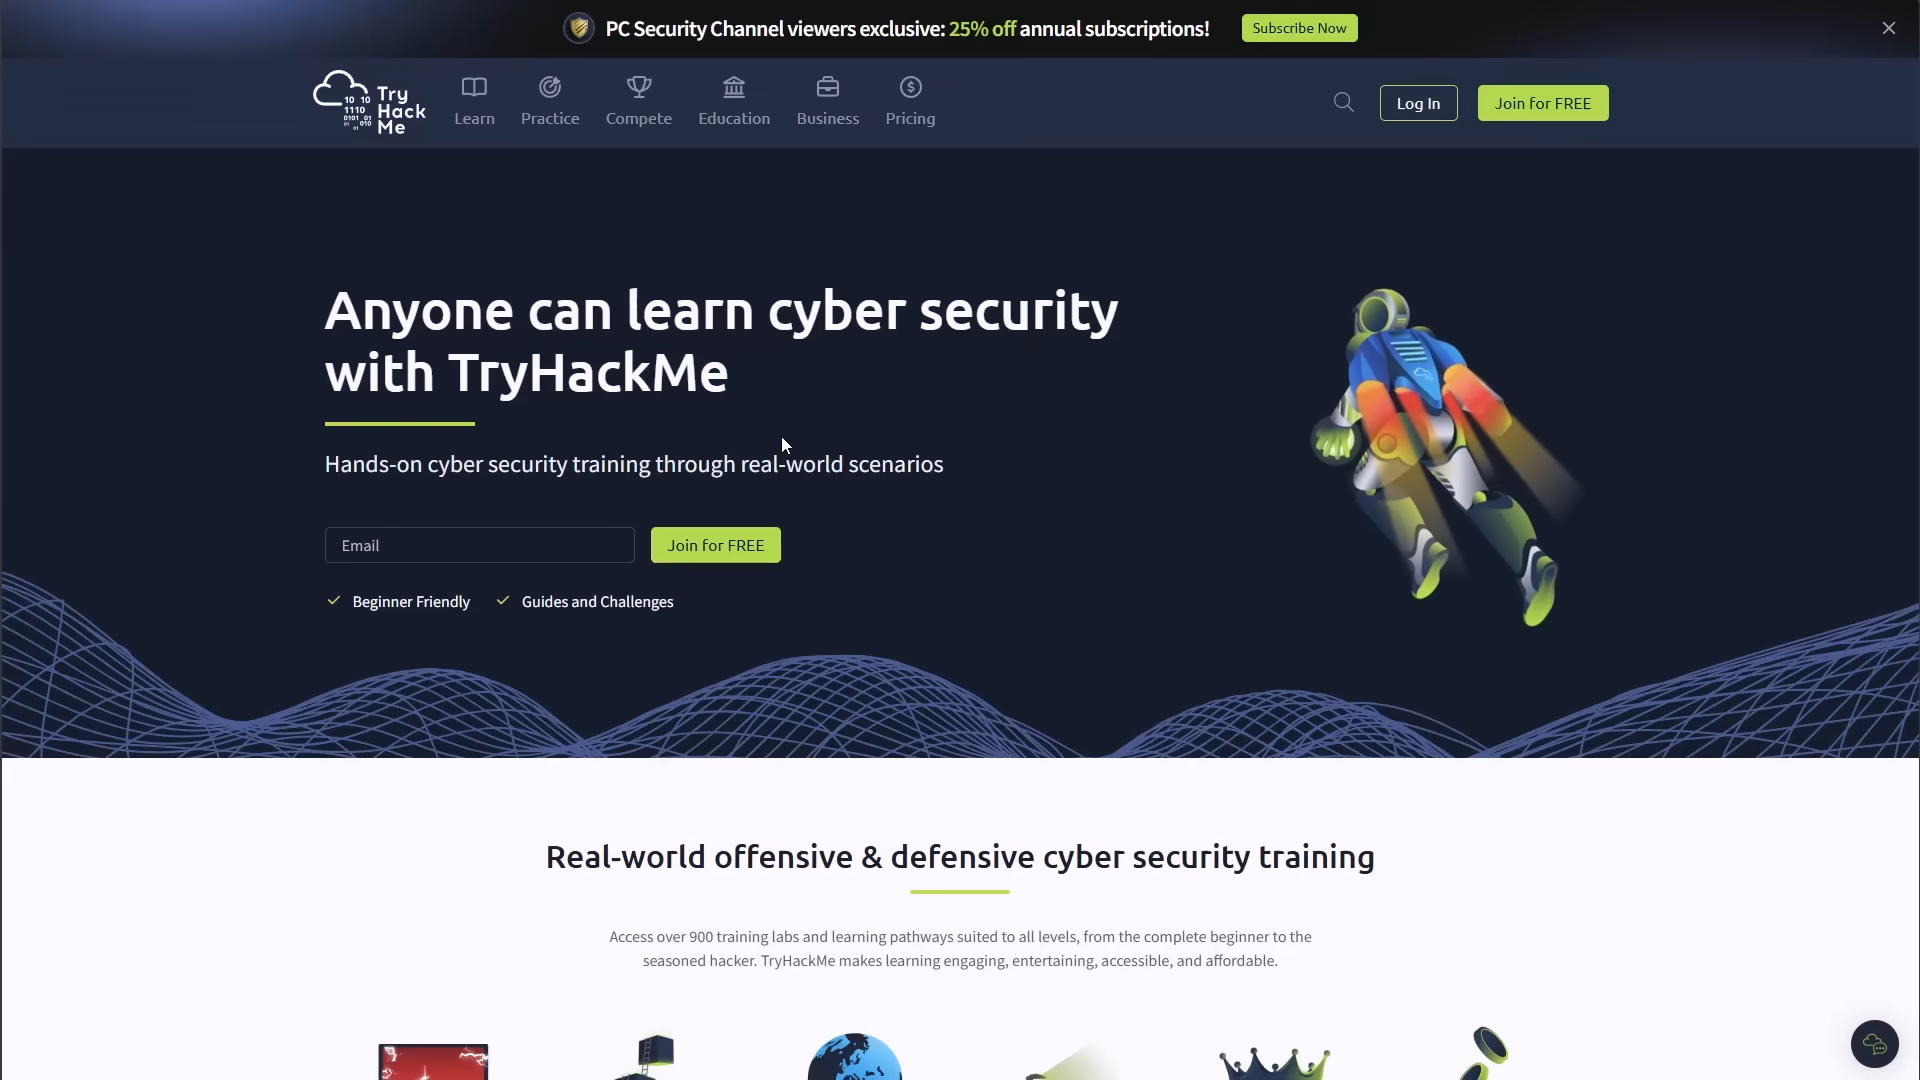 PC Security Channel viewers exclusive: 25% off annual subscriptions!
Subscribe Now
Try
Hack
Me
Learn
Practice
Compete
Education
Business
Pricing
Log In
Join for FREE
Anyone can learn cyber security
with TryHackMe
Hands-on cyber security training through real-world scenarios
Email
Join for FREE
Beginner Friendly
Guides and Challenges
Real-world offensive & defensive cyber security training
Access over 900 training labs and learning pathways suited to all levels, from the complete beginner to the
seasoned hacker. TryHackMe makes learning engaging, entertaining, accessible, and affordable.